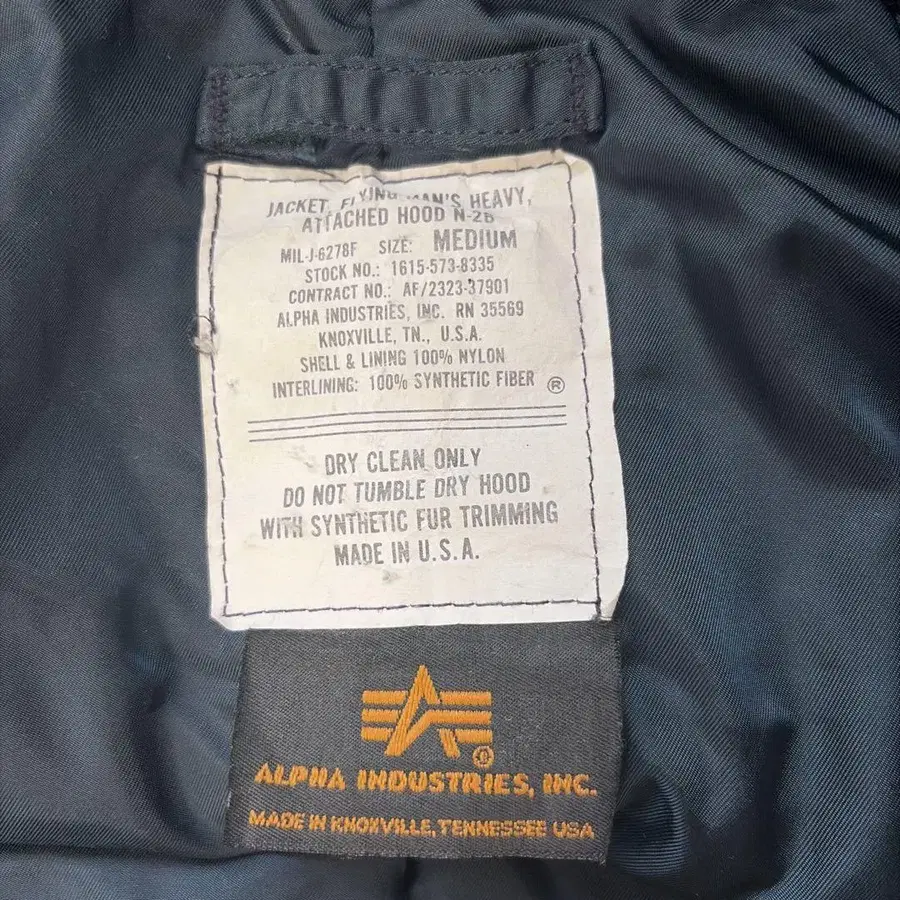 JACKET, FLYING MAN'S HEAVY,
ATTACHED HOOD N-2B
MIL-J-6278F SIZE: MEDIUM
STOCK NO.: 1615-573-8335
CONTRACT NO.: AF/2323-37901
ALPHA INDUSTRIES, INC. RN 35569
KNOXVILLE, TN., U.S.A.
SHELL & LINING 100% NYLON
INTERLINING: 100% SYNTHETIC FIBER ®
DRY CLEAN ONLY
DO NOT TUMBLE DRY HOOD
WITH SYNTHETIC FUR TRIMMING
MADE IN U.S.A.
®
ALPHA INDUSTRIES, INC.
MADE IN KNOXVILLE, TENNESSEE USA